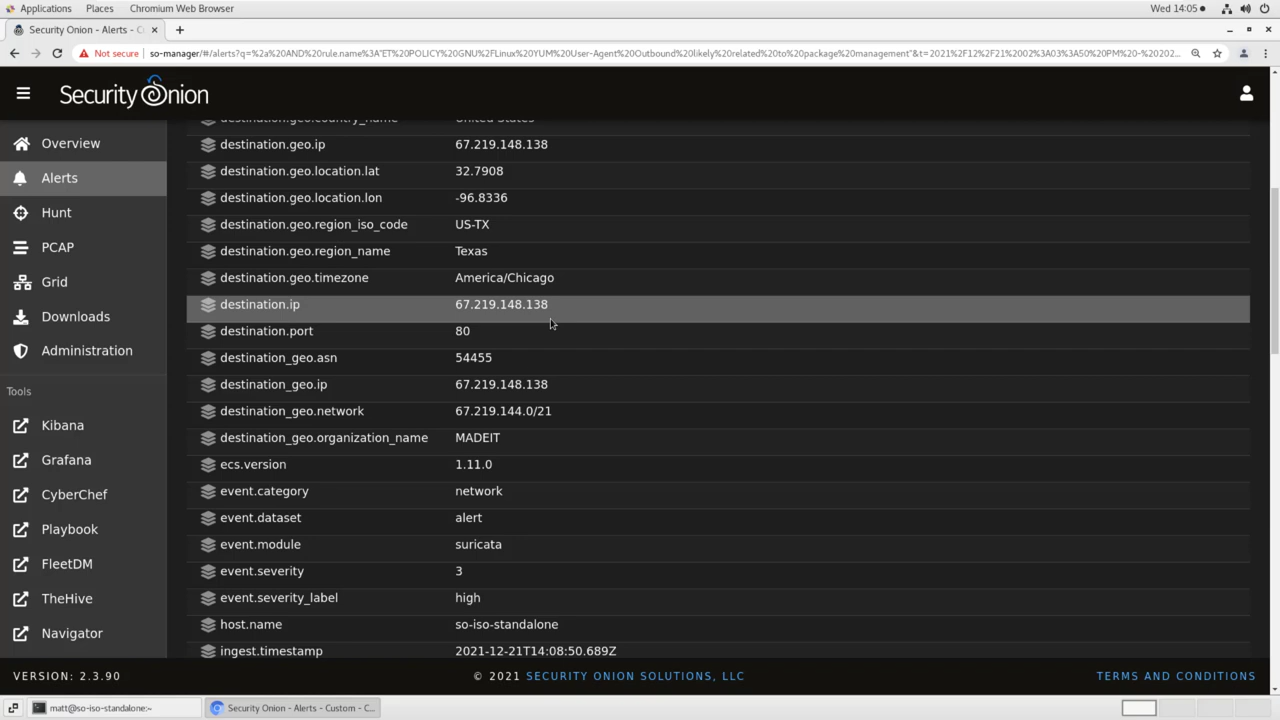 Applications Places Chromium Web Browser Wed 14:05
Security Onion - Alerts - C
Not secure so-manager/#/alerts?q=%2a%20AND%20rule.name%3A"ET%20POLICY%20GNU%2FLinux%20YUM%20User-Agent%20Outbound%20likely%20related%20to%20package%20management"&t=2021%2F12%2F21%2002%3A03%3A50%20PM%20-%20202...
Security Onion
Overview
Alerts
Hunt
PCAP
Grid
Downloads
Administration
Tools
Kibana
Grafana
CyberChef
Playbook
FleetDM
TheHive
Navigator
destination.geo.country_name United States
destination.geo.ip 67.219.148.138
destination.geo.location.lat 32.7908
destination.geo.location.lon -96.8336
destination.geo.region_iso_code US-TX
destination.geo.region_name Texas
destination.geo.timezone America/Chicago
destination.ip 67.219.148.138
destination.port 80
destination_geo.asn 54455
destination_geo.ip 67.219.148.138
destination_geo.network 67.219.144.0/21
destination_geo.organization_name MADEIT
ecs.version 1.11.0
event.category network
event.dataset alert
event.module suricata
event.severity 3
event.severity_label high
host.name so-iso-standalone
ingest.timestamp 2021-12-21T14:08:50.689Z
VERSION: 2.3.90 © 2021 SECURITY ONION SOLUTIONS, LLC TERMS AND CONDITIONS
matt@so-iso-standalone:~ Security Onion - Alerts - Custom - C...